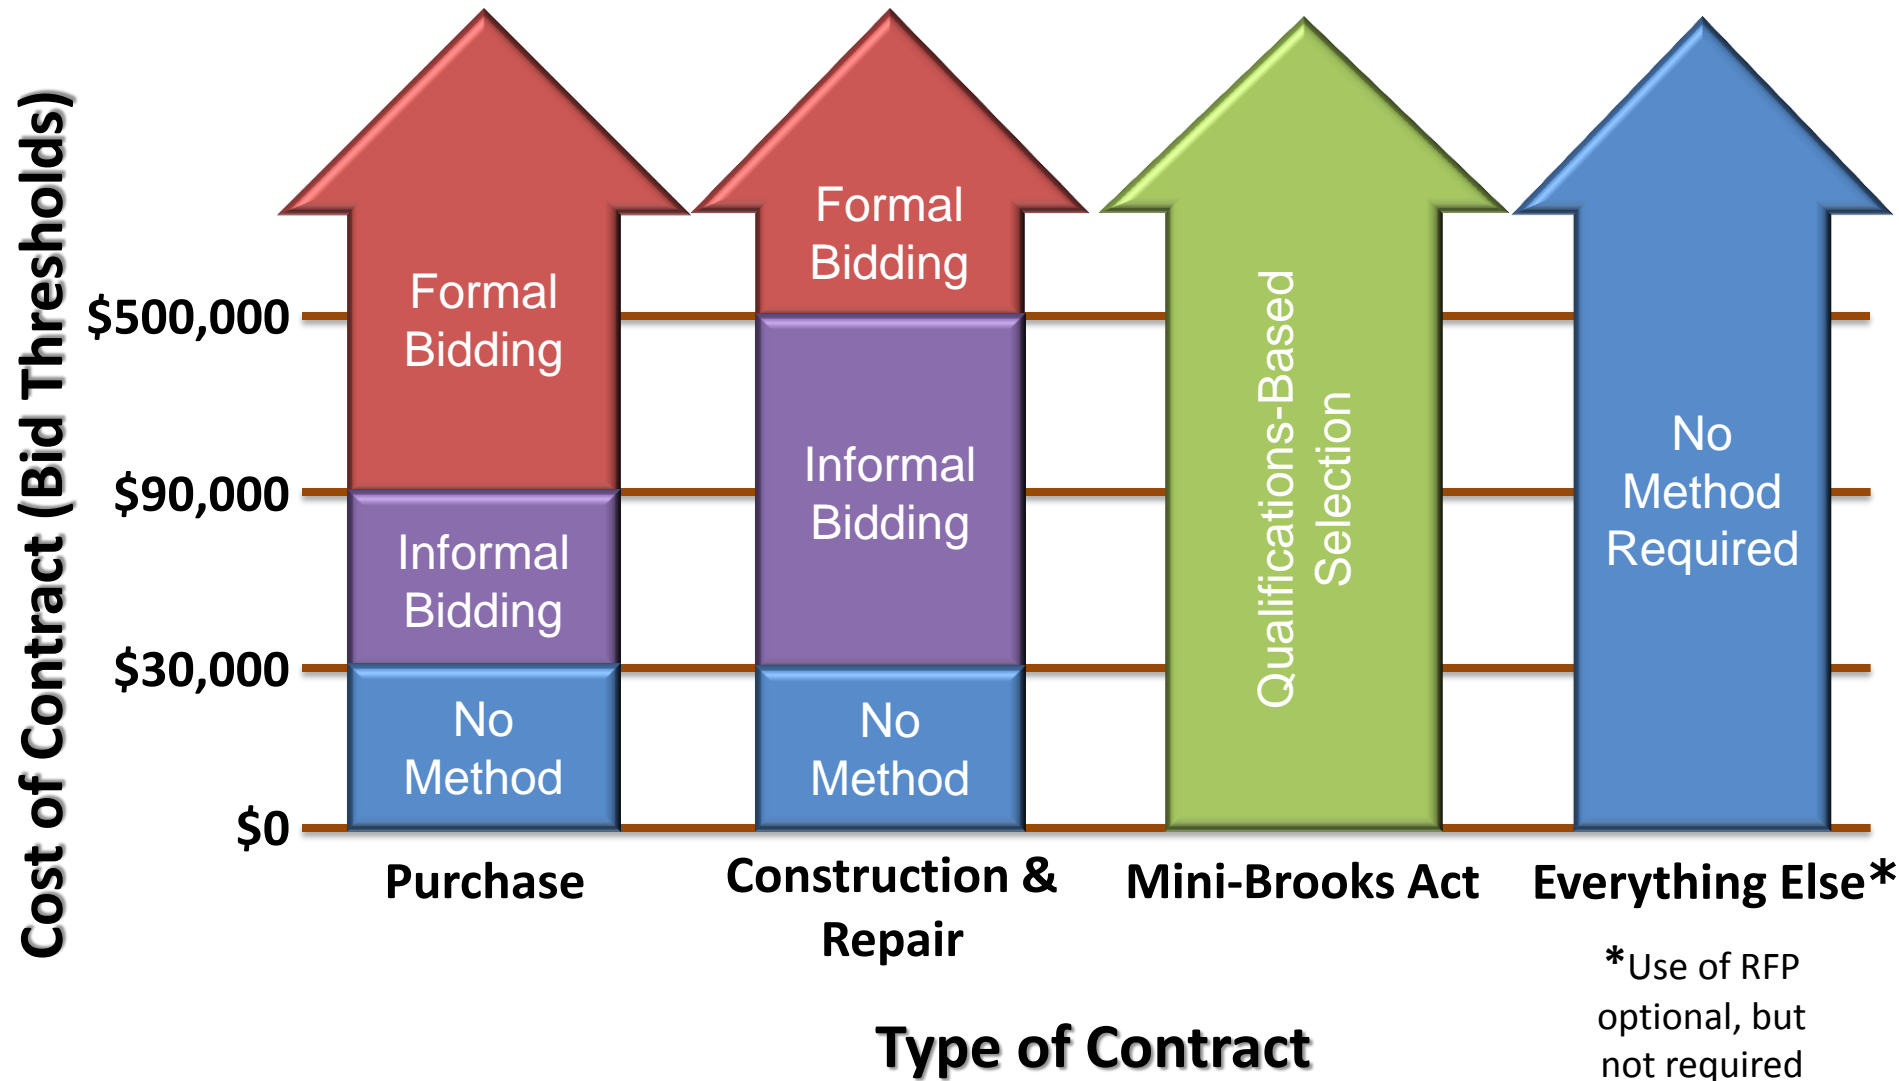 Cost of Contract (Bid Thresholds)
$500,000
$90,000
$30,000
$0
Formal
Bidding
Informal
Bidding
No
Method
Formal
Bidding
Informal
Bidding
No
Method
Qualifications-Based
Selection
No
Method
Required
Purchase
Construction &
Repair
Mini-Brooks Act
Everything Else*
*Use of RFP
optional, but
not required
Type of Contract